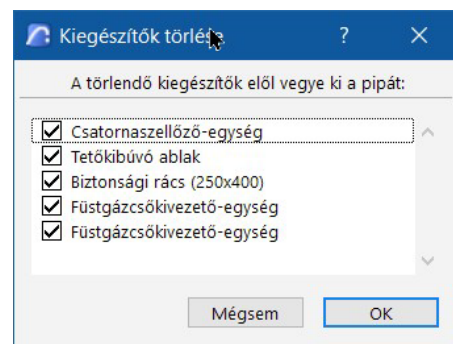 Kiegészítők törlése
A törlendő kiegészítők elől vegye ki a pipát:
Csatornaszellőző-egység
Tetőkibúvó ablak
Biztonsági rács (250x400)
Füstgázcsőkivezető-egység
Füstgázcsőkivezető-egység
Mégsem
OK